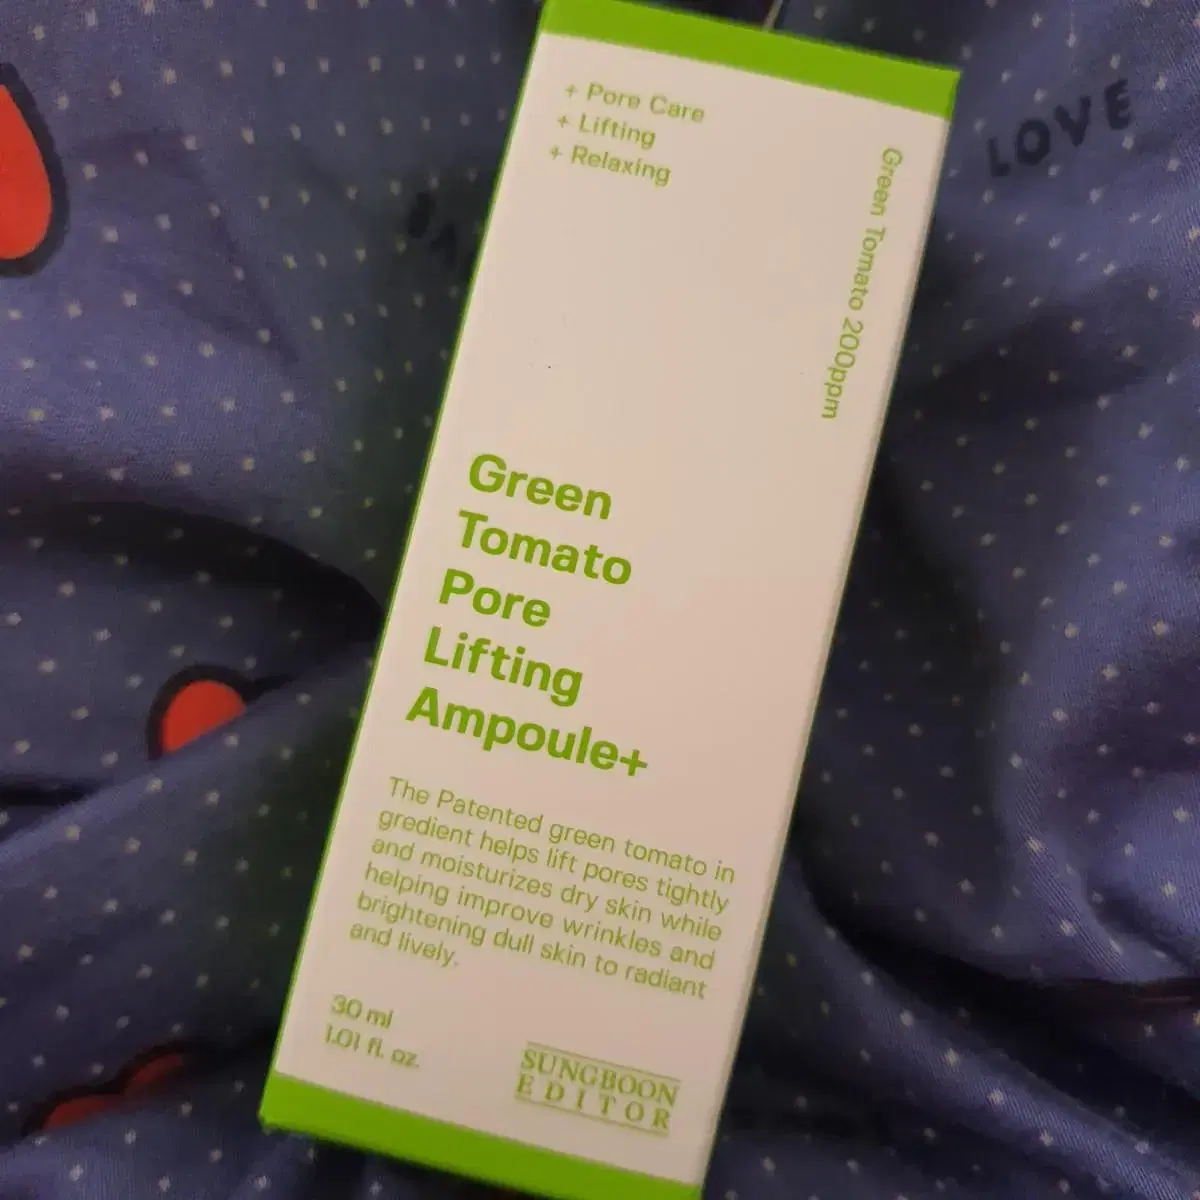 + Pore Care
+ Lifting
+ Relaxing
Green Tomato 200ppm
LOVE
Green
Tomato
Pore
Lifting
Ampoule+
The Patented green tomato in
gredient helps lift pores tightly
and moisturizes dry skin while
helping improve wrinkles and
brightening dull skin to radiant
and lively.
30 ml
1.01 fl. oz.
SUNGBOON
EDITOR